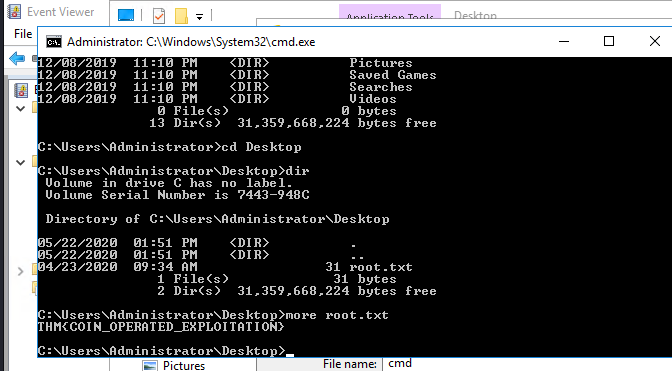 Event Viewer
Application Tools
Desktop
File
Administrator: C:\Windows\System32\cmd.exe
12/08/2019  11:10 PM    <DIR>          Pictures
12/08/2019  11:10 PM    <DIR>          Saved Games
12/08/2019  11:10 PM    <DIR>          Searches
12/08/2019  11:10 PM    <DIR>          Videos
               0 File(s)              0 bytes
              13 Dir(s)  31,359,668,224 bytes free
C:\Users\Administrator>cd Desktop
C:\Users\Administrator\Desktop>dir
 Volume in drive C has no label.
 Volume Serial Number is 7443-948C
 Directory of C:\Users\Administrator\Desktop
05/22/2020  01:51 PM    <DIR>          .
05/22/2020  01:51 PM    <DIR>          ..
04/23/2020  09:34 AM                31 root.txt
               1 File(s)             31 bytes
               2 Dir(s)  31,359,668,224 bytes free
C:\Users\Administrator\Desktop>more root.txt
THM{COIN_OPERATED_EXPLOITATION}
C:\Users\Administrator\Desktop>
Pictures
File name:
cmd